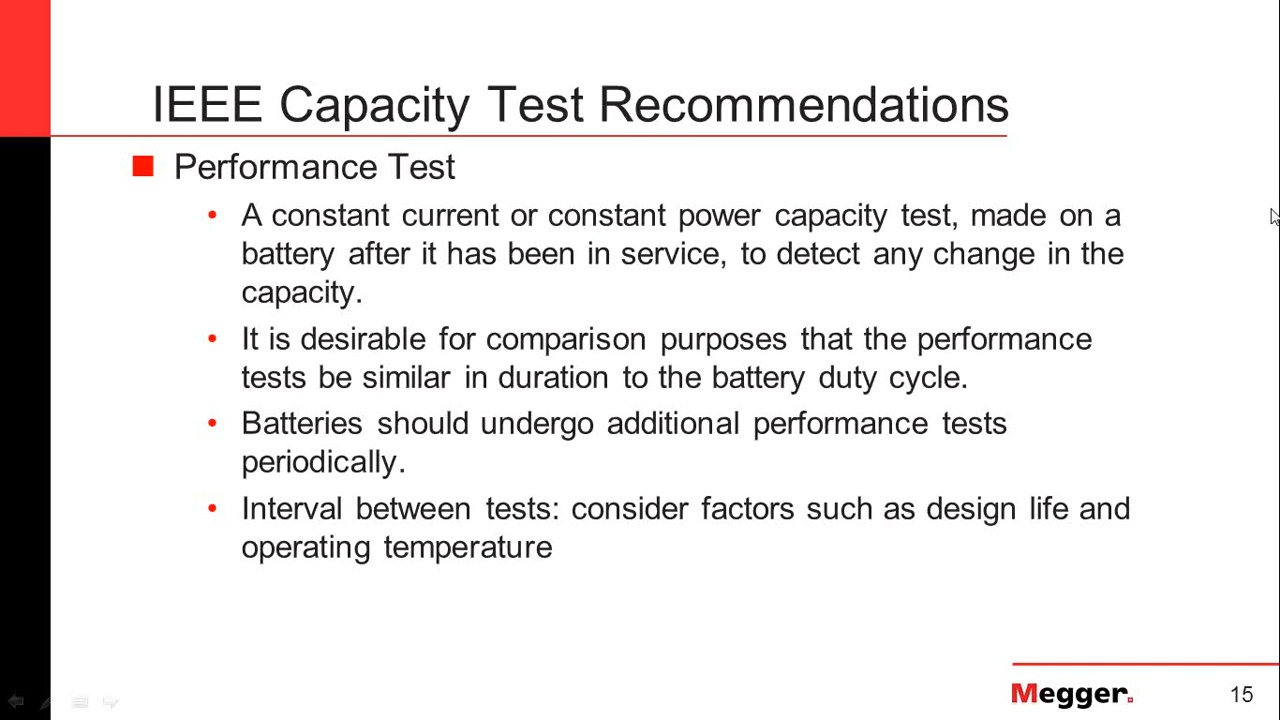 IEEE Capacity Test Recommendations
Performance Test
• A constant current or constant power capacity test, made on a
battery after it has been in service, to detect any change in the
capacity.
• It is desirable for comparison purposes that the performance
tests be similar in duration to the battery duty cycle.
• Batteries should undergo additional performance tests
periodically.
• Interval between tests: consider factors such as design life and
operating temperature
Megger.
15